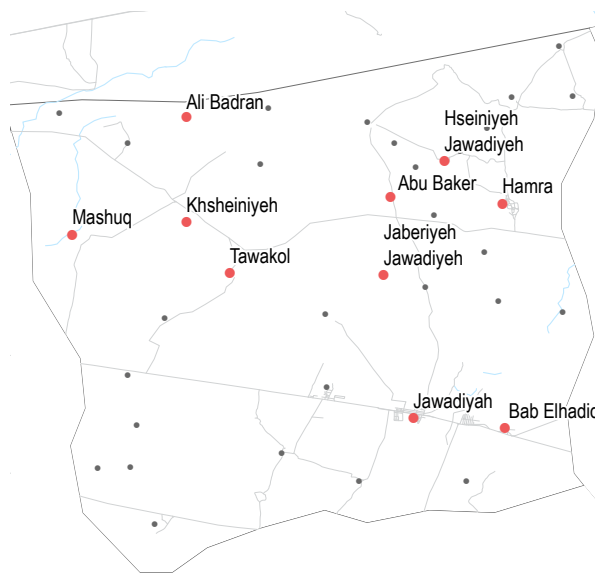 Ali Badran
Hseiniyeh
Jawadiyeh
Abu Baker
Hamra
Khsheiniyeh
Mashuq
Jaberiyeh
Jawadiyeh
Tawakol
Jawadiyah
Bab Elhadid